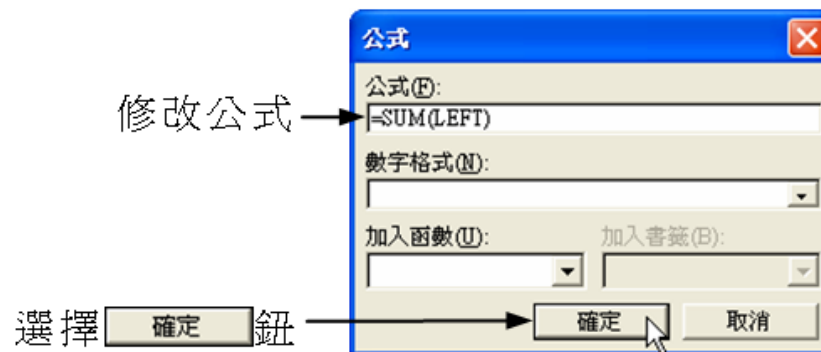 公式
公式(F):
修改公式
=SUM(LEFT)
數字格式(N):
加入函數(U): 加入書籤(B):
選擇 確定 鈕
確定 取消